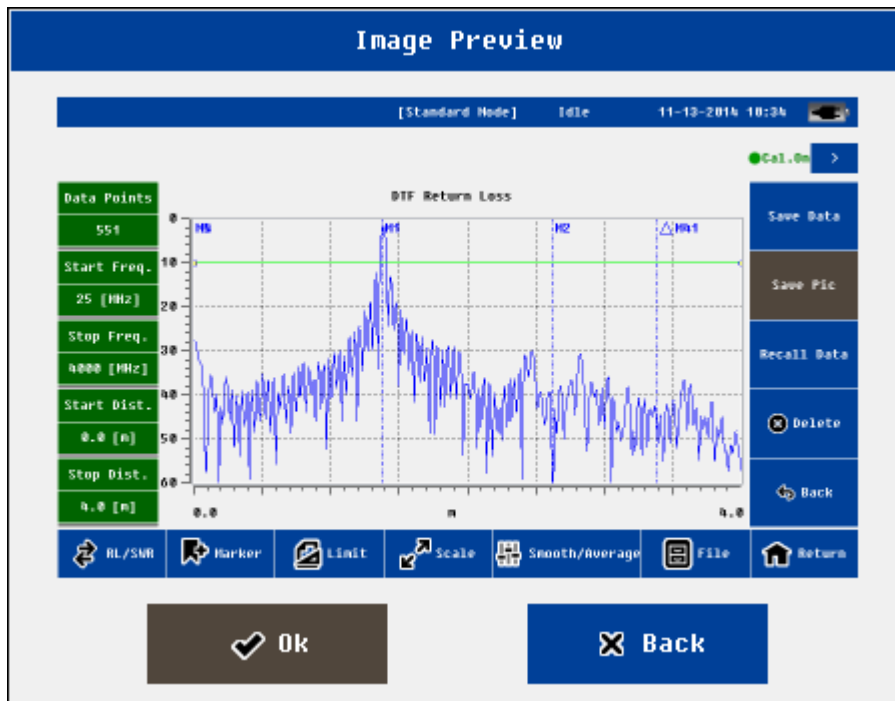 Image Preview
[Standard Mode] Idle 11-13-2014 10:34
Cal.On >
Data Points
551
Start Freq.
25 [MHz]
Stop Freq.
4000 [MHz]
Start Dist.
0.0 [m]
Stop Dist.
4.0 [m]
DTF Return Loss
0
10
20
30
40
50
60
M1
M2
0.0 m 4.0
Save Data
Save Pic
Recall Data
Delete
Back
RL/SWR
Marker
Limit
Scale
Smooth/Average
File
Return
Ok
Back